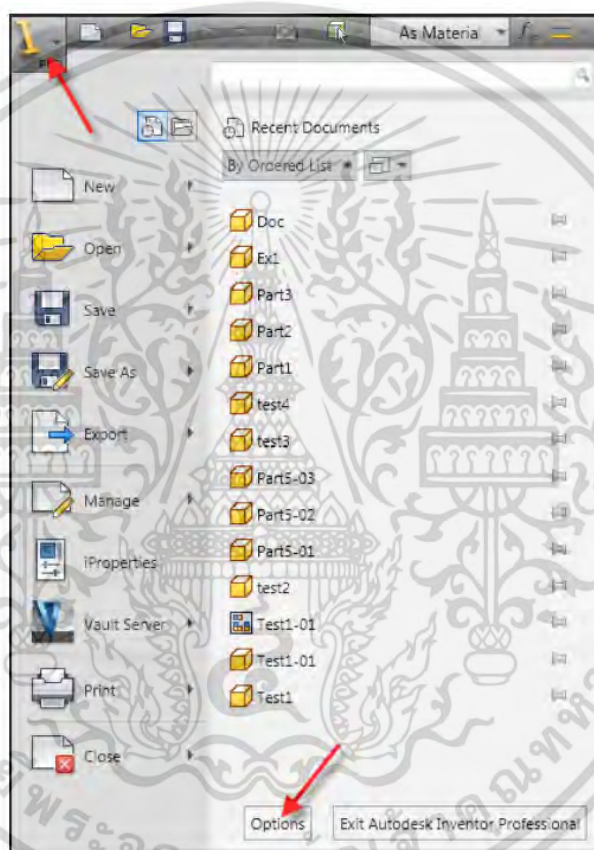 As Material
Recent Documents
By Ordered List
New
Open
Save
Save As
Export
Manage
iProperties
Vault Server
Print
Close
Doc
Ex1
Part3
Part2
Part1
test4
test3
Part5-03
Part5-02
Part5-01
test2
Test1-01
Test1-01
Test1
Options
Exit Autodesk Inventor Professional